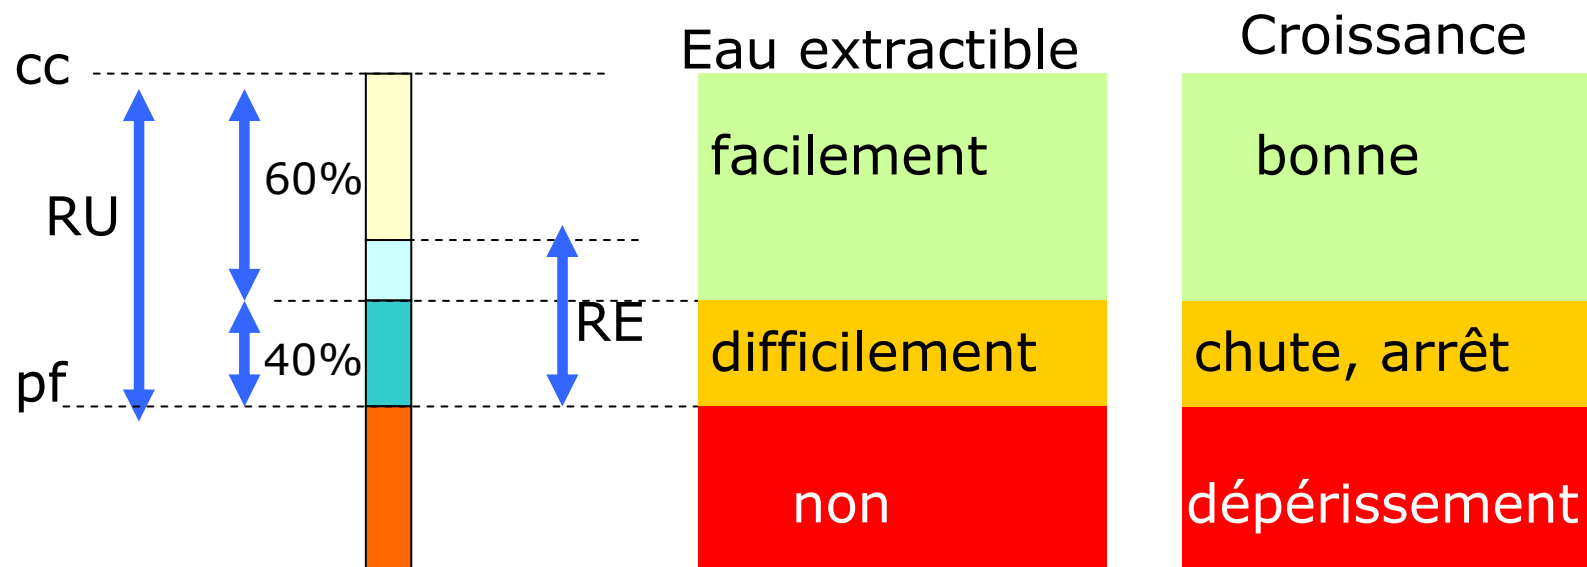 Eau extractible
Croissance
cc
facilement
bonne
60%
RU
RE
difficilement
chute, arrêt
40%
pf
non
dépérissement